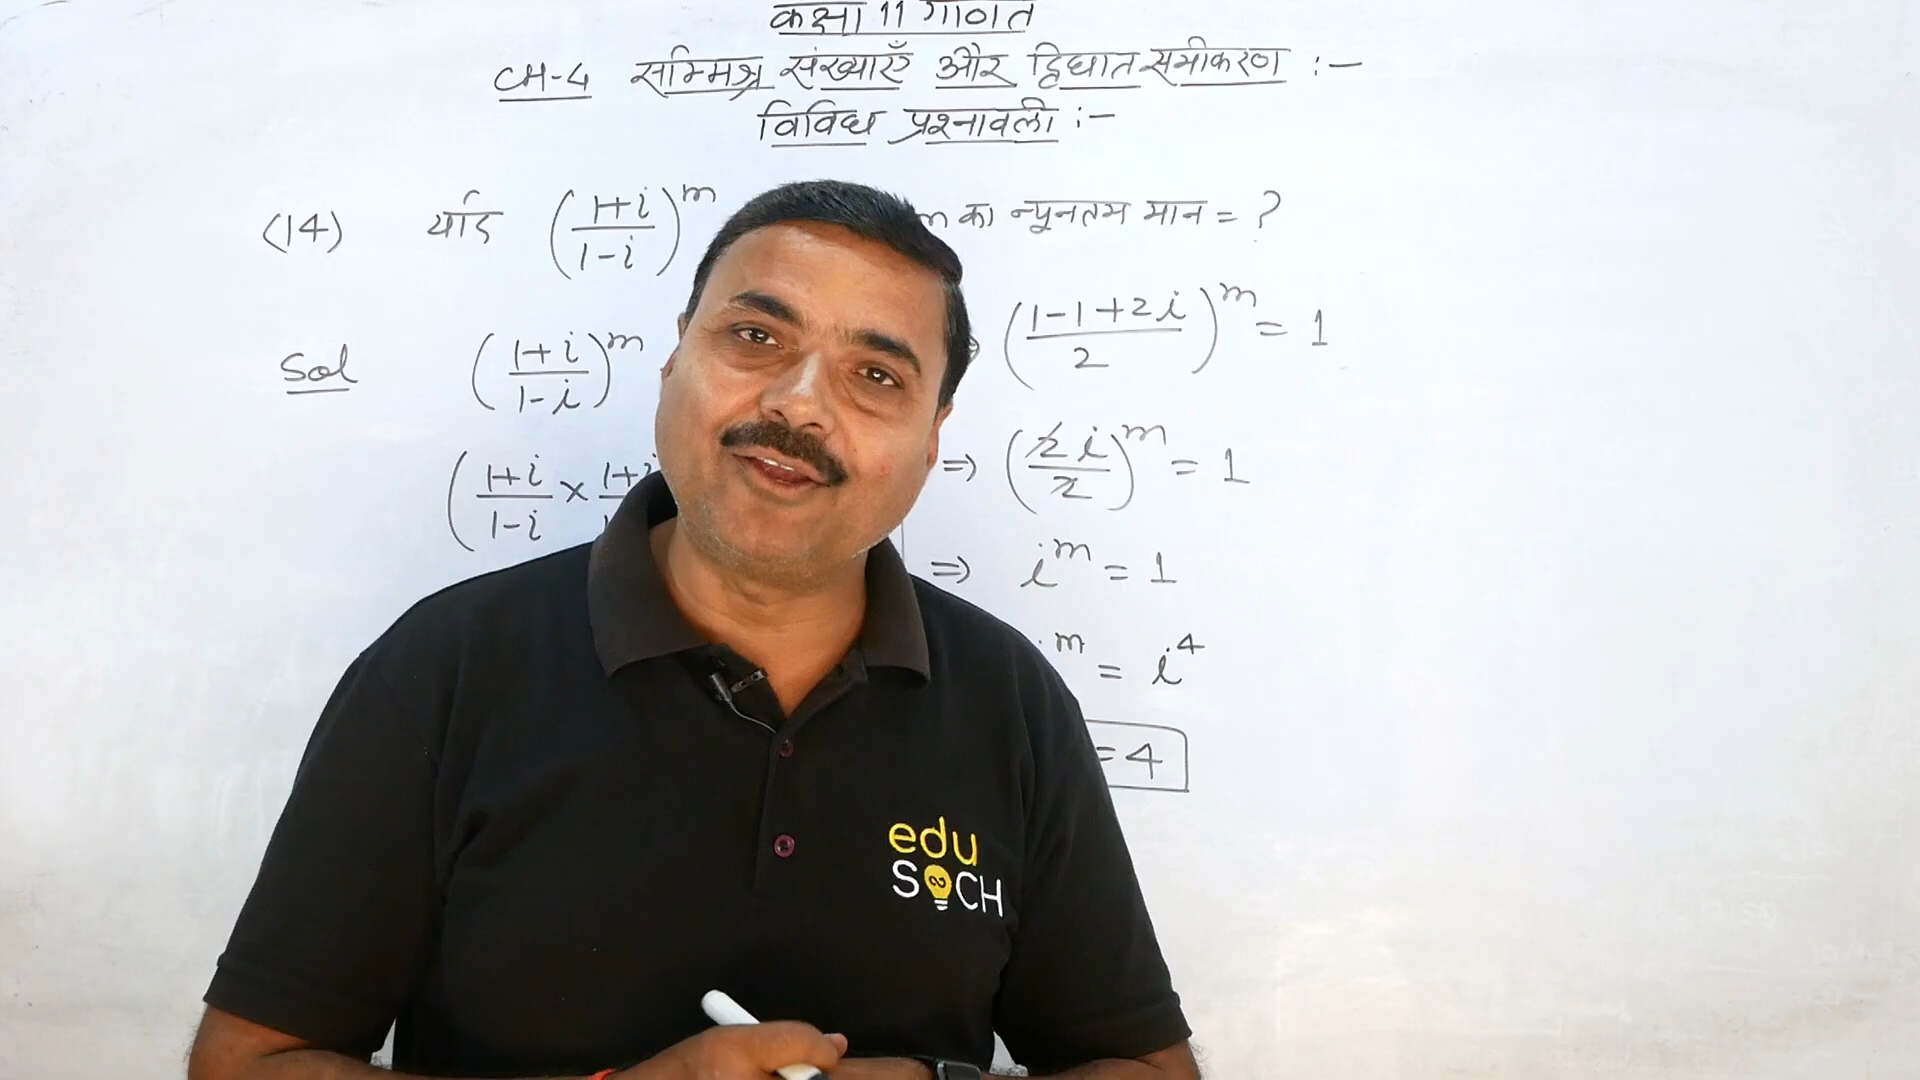 कक्षा 11 गणित
CH-4 सम्मिश्र संख्याएँ और द्विघात समीकरण :-
विविध प्रश्नावली :-
(14) यदि ((1+i)/(1-i))^m m का न्यूनतम मान = ?
Sol ((1+i)/(1-i))^m
((1+i)/(1-i) × 1+i
((1-1+2i)/2)^m = 1
⇒ (2i/2)^m = 1
⇒ i^m = 1
m = i^4
= 4
edu
SOCH